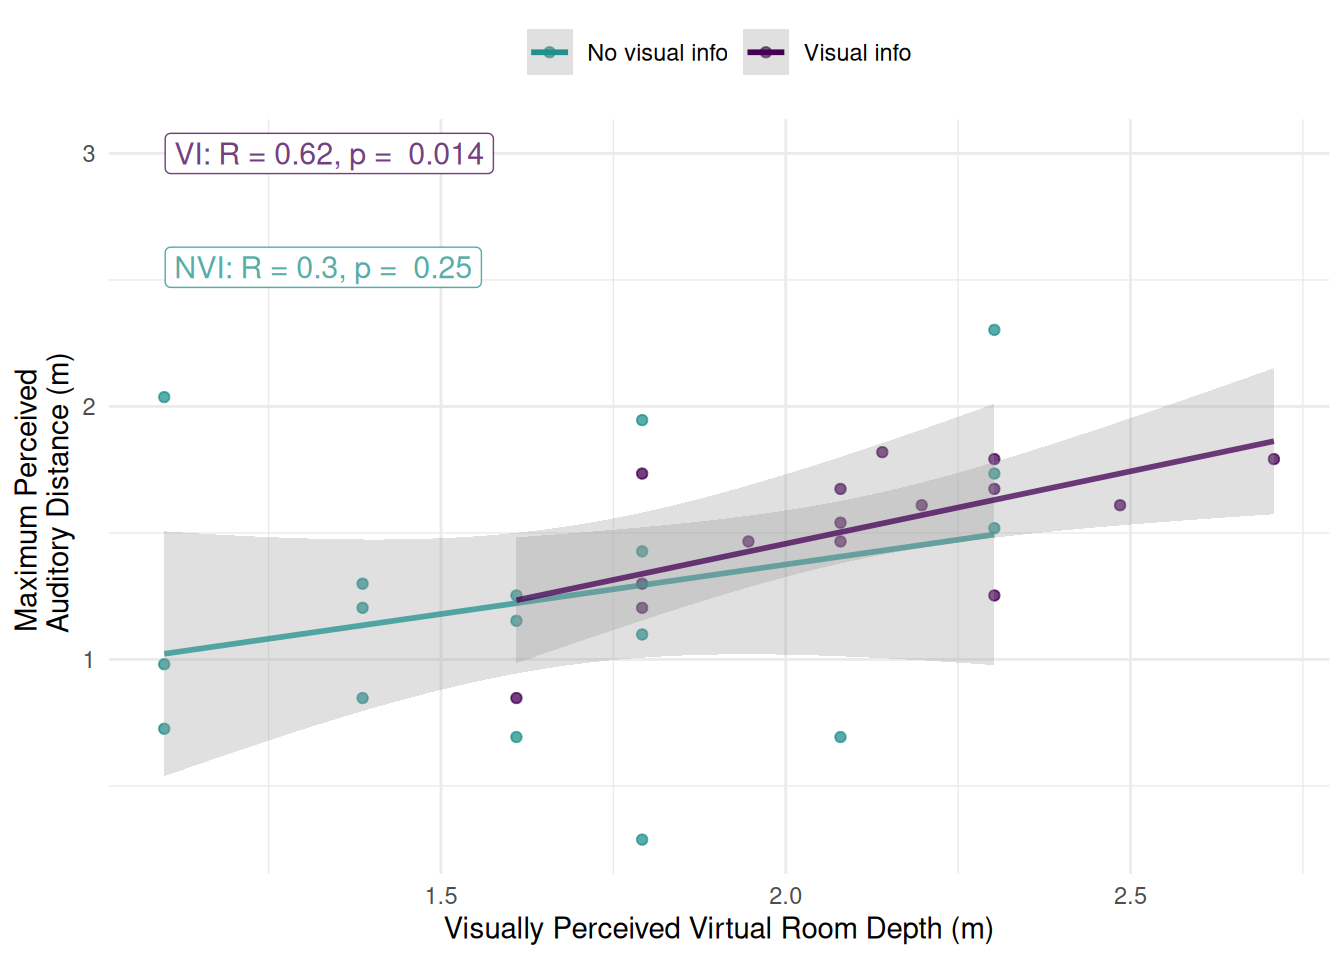 No visual info
Visual info
VI: R = 0.62, p =  0.014
NVI: R = 0.3, p =  0.25
3
2
1
Maximum Perceived
Auditory Distance (m)
1.5
2.0
2.5
Visually Perceived Virtual Room Depth (m)